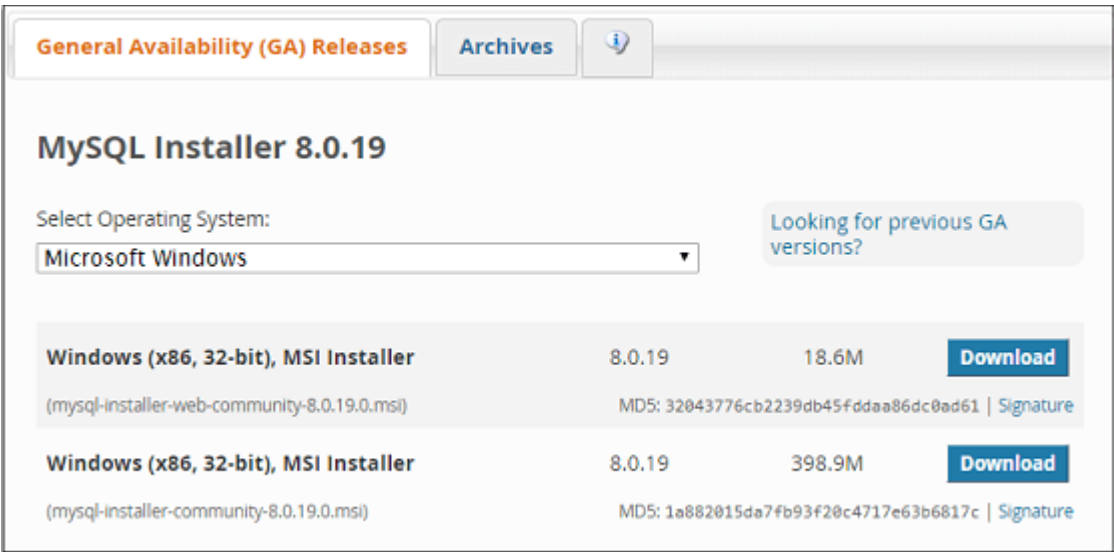 General Availability (GA) Releases Archives
MySQL Installer 8.0.19
Select Operating System:
Looking for previous GA versions?
Microsoft Windows
Windows (x86, 32-bit), MSI Installer 8.0.19 18.6M Download
(mysql-installer-web-community-8.0.19.0.msi) MD5: 32043776cb2239db45fddaa86dc0ad61 | Signature
Windows (x86, 32-bit), MSI Installer 8.0.19 398.9M Download
(mysql-installer-community-8.0.19.0.msi) MD5: 1a882015da7fb93f20c4717e63b6817c | Signature